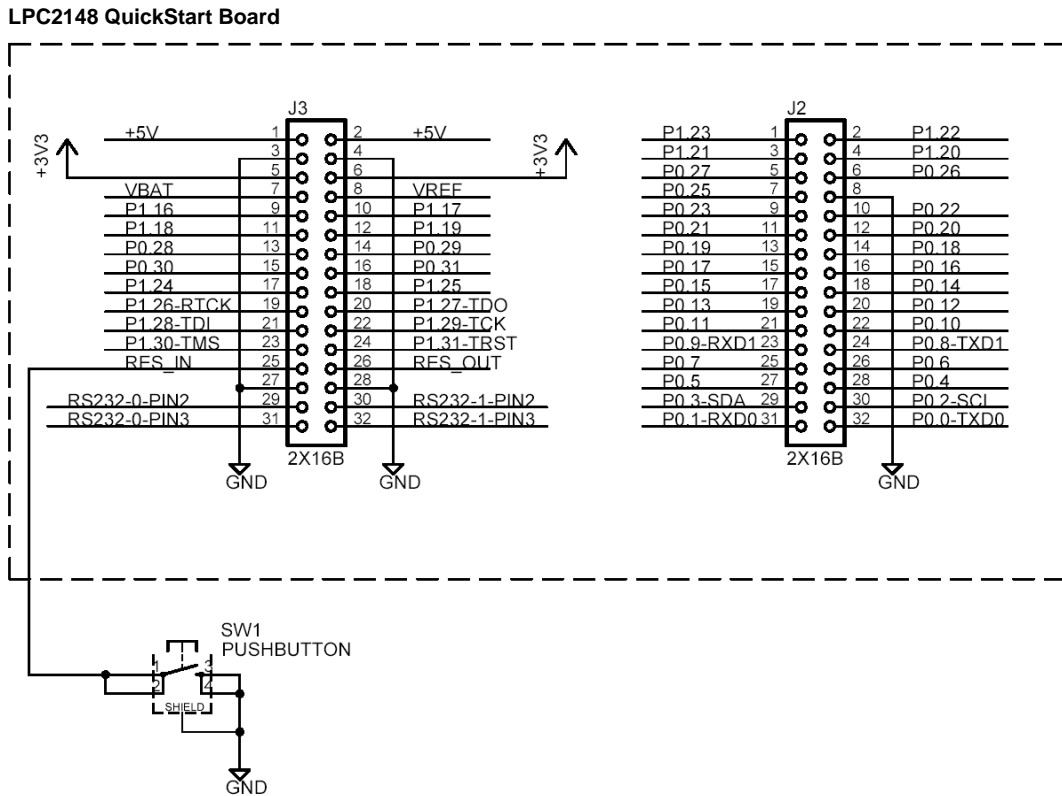 LPC2148 QuickStart Board
J3
J2
+3V3
+3V3
+5V 1 2 +5V
3 4
5 6
VBAT 7 8 VREF
P1.16 9 10 P1.17
P1.18 11 12 P1.19
P0.28 13 14 P0.29
P0.30 15 16 P0.31
P1.24 17 18 P1.25
P1.26-RTCK 19 20 P1.27-TDO
P1.28-TDI 21 22 P1.29-TCK
P1.30-TMS 23 24 P1.31-TRST
RES_IN 25 26 RES_OUT
27 28
RS232-0-PIN2 29 30 RS232-1-PIN2
RS232-0-PIN3 31 32 RS232-1-PIN3
2X16B
GND
GND
P1.23 1 2 P1.22
P1.21 3 4 P1.20
P0.27 5 6 P0.26
P0.25 7 8
P0.23 9 10 P0.22
P0.21 11 12 P0.20
P0.19 13 14 P0.18
P0.17 15 16 P0.16
P0.15 17 18 P0.14
P0.13 19 20 P0.12
P0.11 21 22 P0.10
P0.9-RXD1 23 24 P0.8-TXD1
P0.7 25 26 P0.6
P0.5 27 28 P0.4
P0.3-SDA 29 30 P0.2-SCL
P0.1-RXD0 31 32 P0.0-TXD0
2X16B
GND
SW1
PUSHBUTTON
1 3
2 4
SHIELD
GND